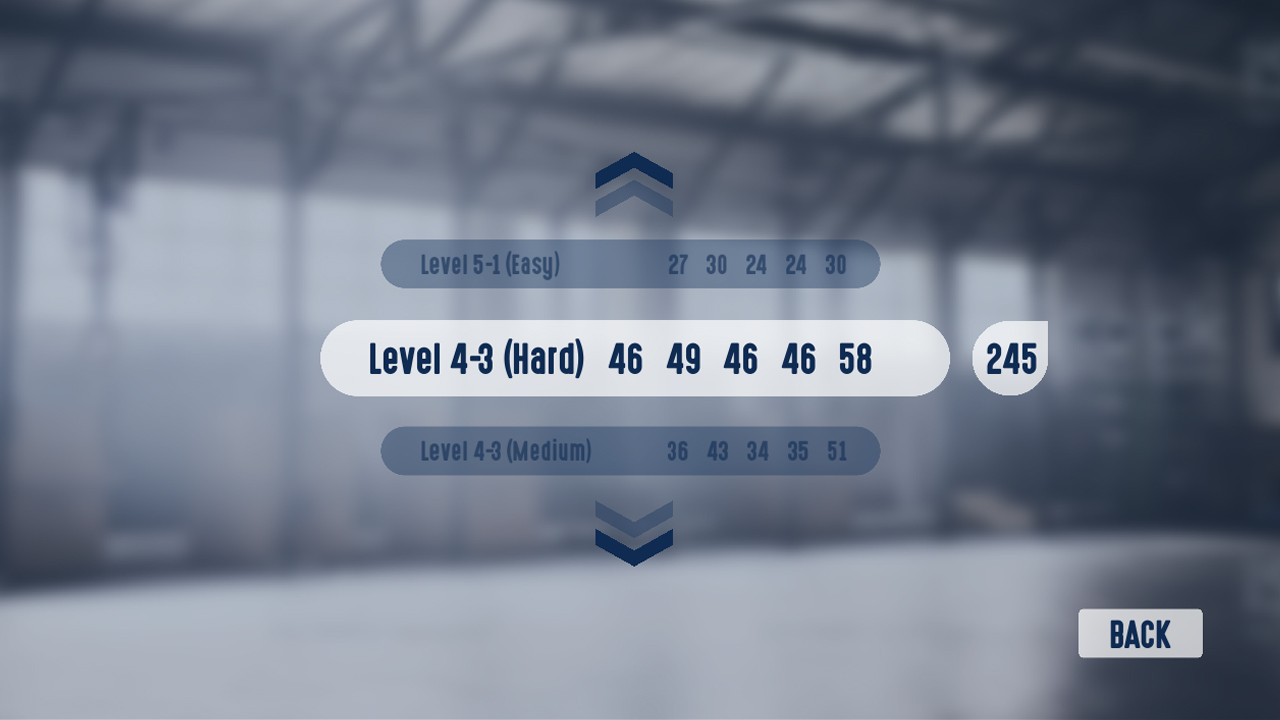 Level 5-1 (Easy) 27 30 24 24 30
Level 4-3 (Hard) 46 49 46 46 58 245
Level 4-3 (Medium) 36 43 34 35 51
BACK